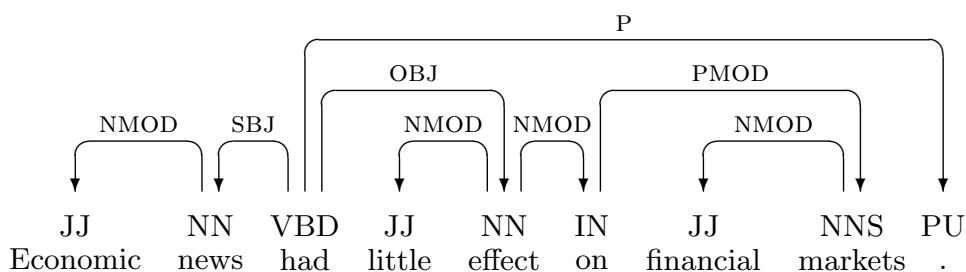 P
OBJ PMOD
NMOD SBJ NMOD NMOD NMOD
JJ NN VBD JJ NN IN JJ NNS PU
Economic news had little effect on financial markets .